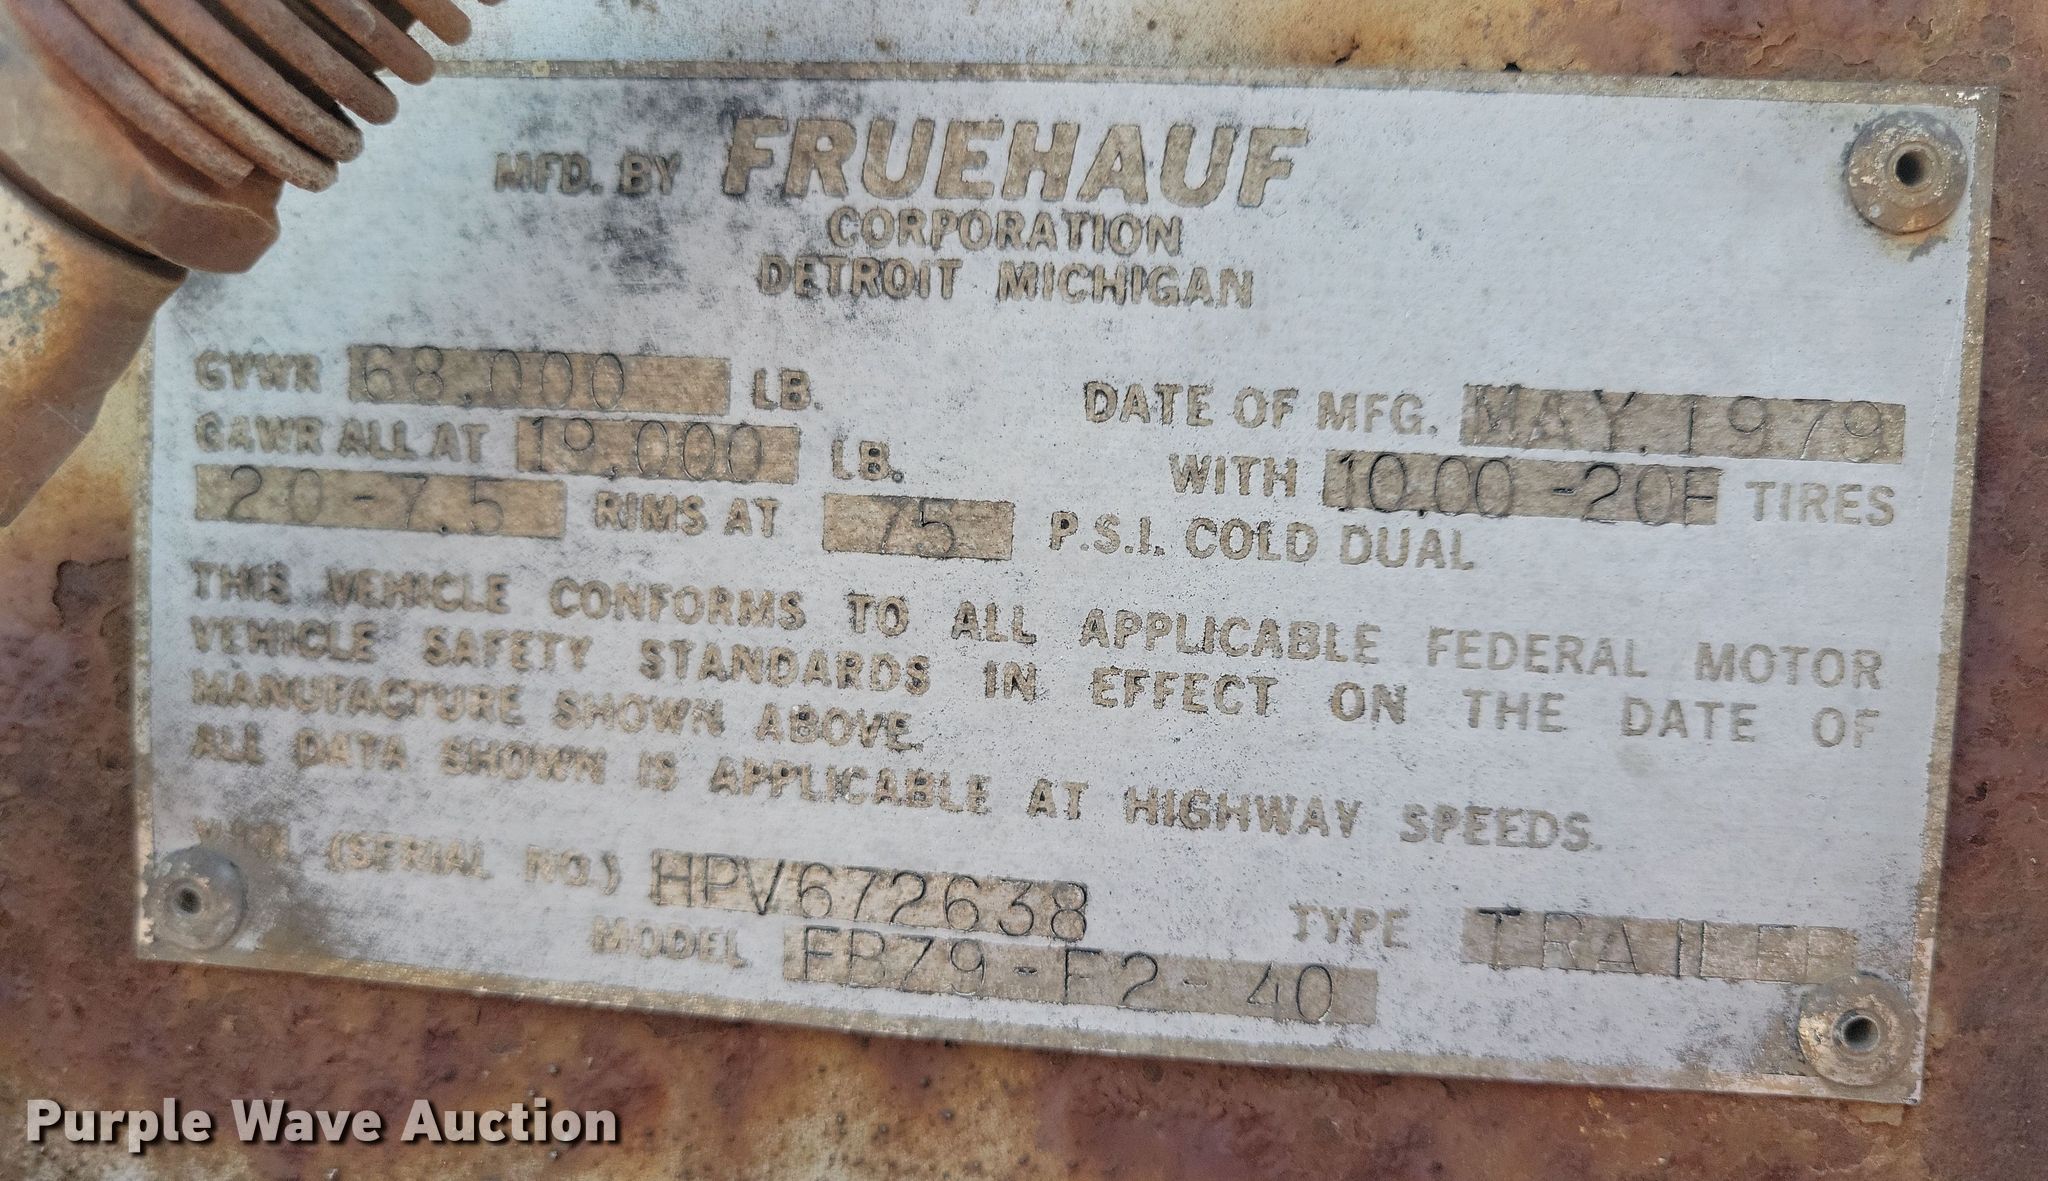 MFD. BY FRUEHAUF
CORPORATION
DETROIT MICHIGAN
GVWR 68,000 LB. DATE OF MFG. MAY.1979
GAWR ALL AT 19,000 LB. WITH 10.00-20F TIRES
20-7.5 RIMS AT 75 P.S.I. COLD DUAL
THIS VEHICLE CONFORMS TO ALL APPLICABLE FEDERAL MOTOR
VEHICLE SAFETY STANDARDS IN EFFECT ON THE DATE OF
MANUFACTURE SHOWN ABOVE.
ALL DATA SHOWN IS APPLICABLE AT HIGHWAY SPEEDS.
(SERIAL NO.) HPV672638 TYPE TRAILER
MODEL FBZ9-F2-40
Purple Wave Auction